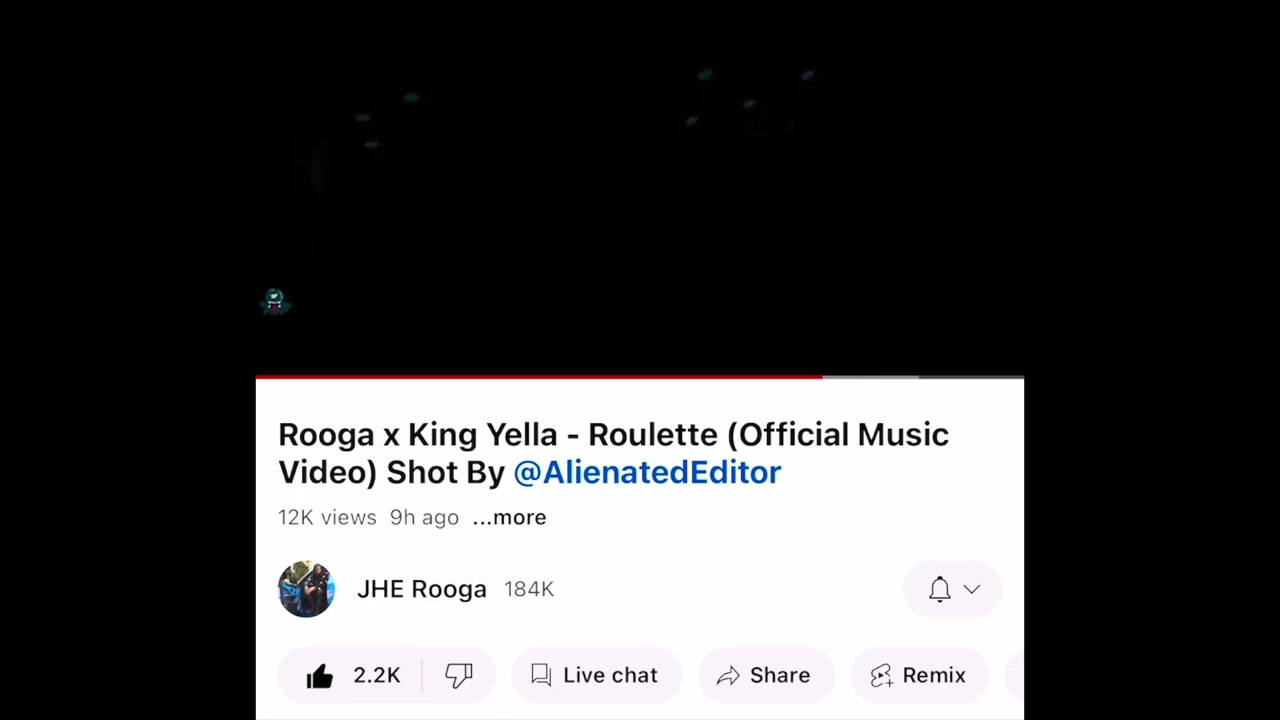 Rooga x King Yella - Roulette (Official Music
Video) Shot By @AlienatedEditor
12K views 9h ago ...more
JHE Rooga 184K
2.2K Live chat Share Remix